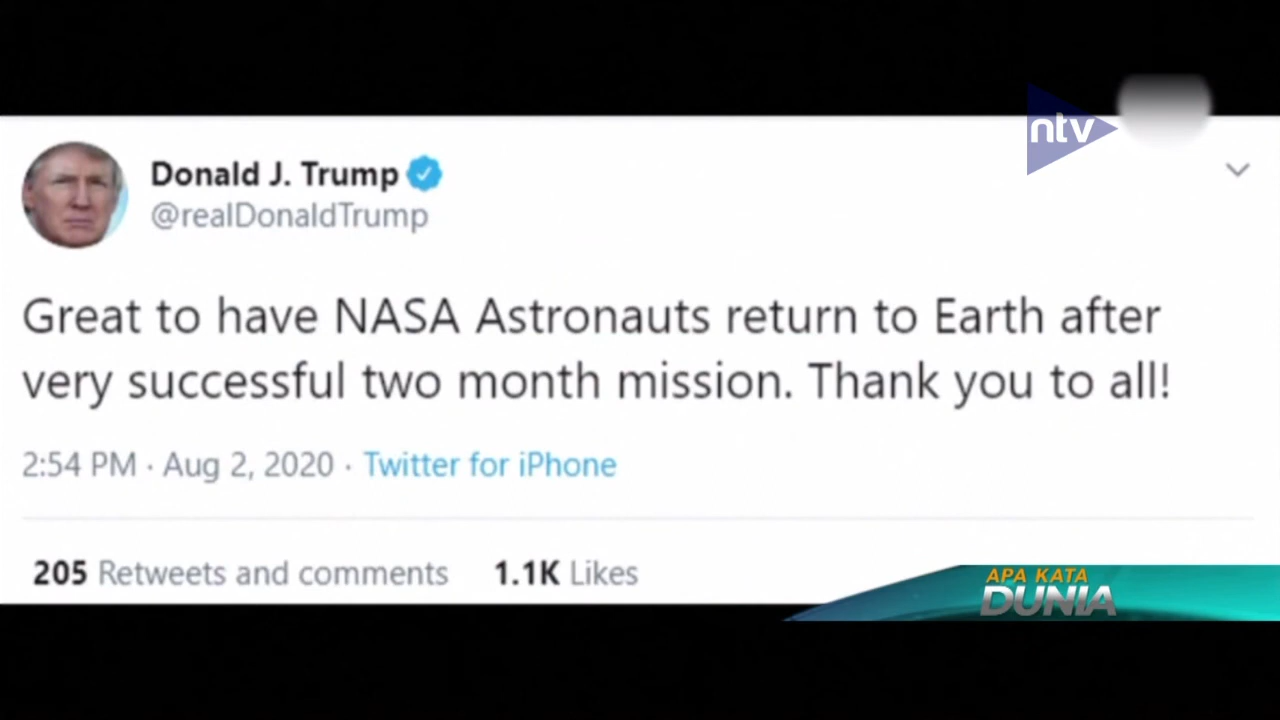 ntv
Donald J. Trump
@realDonaldTrump
Great to have NASA Astronauts return to Earth after
very successful two month mission. Thank you to all!
2:54 PM · Aug 2, 2020 · Twitter for iPhone
205 Retweets and comments 1.1K Likes
APA KATA
DUNIA